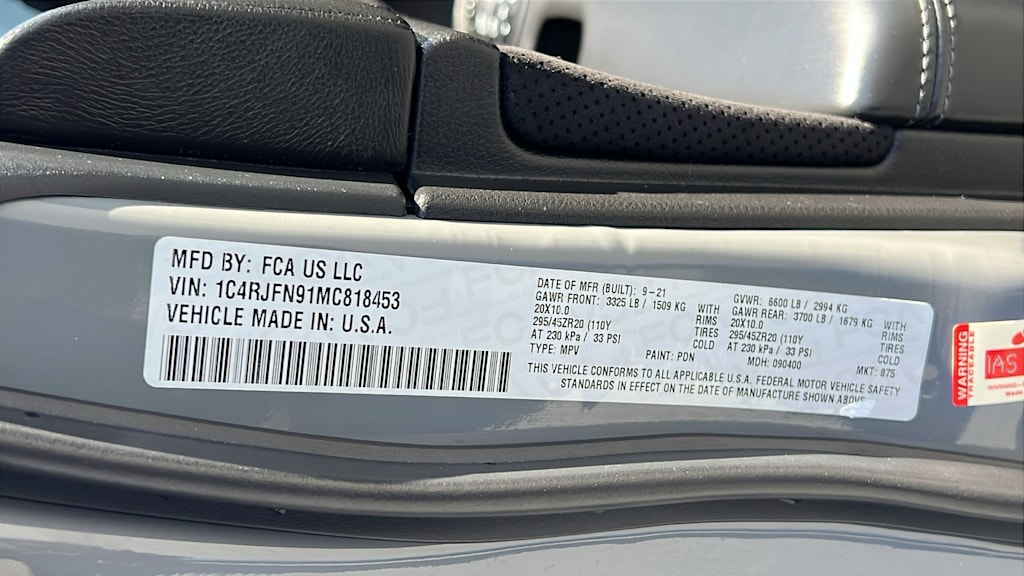 MFD BY: FCA US LLC
VIN: 1C4RJFN91MC818453
VEHICLE MADE IN: U.S.A.
DATE OF MFR (BUILT): 9-21
GAWR FRONT: 3325 LB / 1509 KG WITH
20X10.0 RIMS
295/45ZR20 (110Y TIRES
AT 230 kPa / 33 PSI COLD
TYPE: MPV PAINT: PDN
GVWR: 6600 LB / 2994 KG
GAWR REAR: 3700 LB / 1679 KG WITH
20X10.0 RIMS
295/45ZR20 (110Y TIRES
AT 230 kPa / 33 PSI COLD
MDH: 090400 MKT: 875
THIS VEHICLE CONFORMS TO ALL APPLICABLE U.S.A. FEDERAL MOTOR VEHICLE SAFETY
STANDARDS IN EFFECT ON THE DATE OF MANUFACTURE SHOWN ABOVE.
WARNING
TRACEABLE
IAS
WARNING
Made